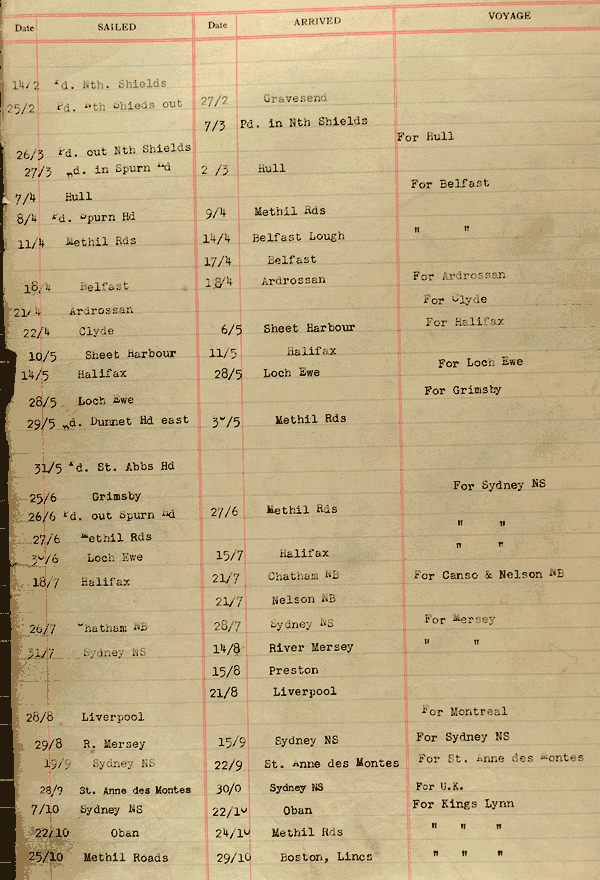 Date SAILED Date ARRIVED VOYAGE
14/2 Pd. Nth. Shields
25/2 Pd. Nth Shieds out 27/2 Gravesend
7/3 Pd. in Nth Shields
For Hull
26/3 Pd. out Nth Shields
27/3 Pd. in Spurn Hd /3 Hull
For Belfast
7/4 Hull
8/4 Pd. Spurn Hd 9/4 Methil Rds
11/4 Methil Rds 14/4 Belfast Lough " "
17/4 Belfast
18/4 Belfast 18/4 Ardrossan For Ardrossan
21/4 Ardrossan For Clyde
22/4 Clyde 6/5 Sheet Harbour For Halifax
10/5 Sheet Harbour 11/5 Halifax
14/5 Halifax 28/5 Loch Ewe For Loch Ewe
28/5 Loch Ewe For Grimsby
29/5 Pd. Dunnet Hd east 30/5 Methil Rds
31/5 Pd. St. Abbs Hd
25/6 Grimsby For Sydney NS
26/6 Pd. out Spurn Hd 27/6 Methil Rds
27/6 Methil Rds " "
30/6 Loch Ewe 15/7 Halifax " "
18/7 Halifax 21/7 Chatham NB For Canso & Nelson NB
21/7 Nelson NB
26/7 Chatham NB 28/7 Sydney NS For Mersey
31/7 Sydney NS 14/8 River Mersey " "
15/8 Preston
21/8 Liverpool
28/8 Liverpool For Montreal
29/8 R. Mersey 15/9 Sydney NS For Sydney NS
19/9 Sydney NS 22/9 St. Anne des Montes For St. Anne des Montes
28/9 St. Anne des Montes 30/0 Sydney NS For U.K.
7/10 Sydney NS 22/10 Oban For Kings Lynn
22/10 Oban 24/10 Methil Rds " " "
25/10 Methil Roads 29/10 Boston, Lincs " " "